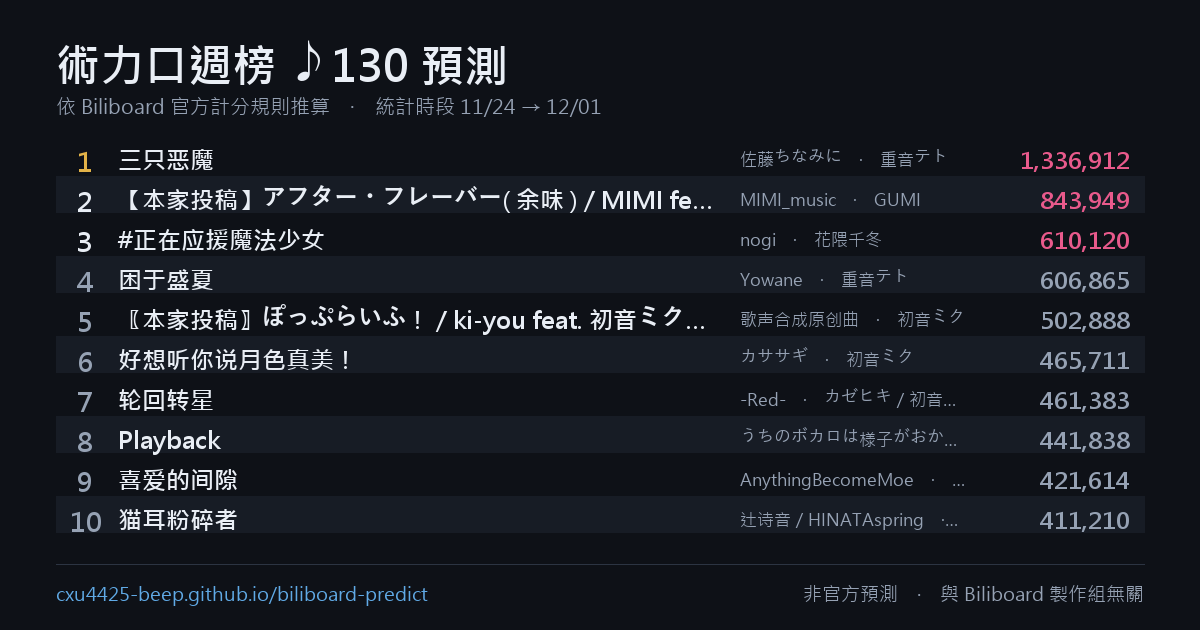 術力口週榜 ♪130 預測
依 Biliboard 官方計分規則推算 · 統計時段 11/24 → 12/01
1 三只恶魔 佐藤ちなみに · 重音テト 1,336,912
2 【本家投稿】アフター・フレーバー(余味) / MIMI fe… MIMI_music · GUMI 843,949
3 #正在应援魔法少女 nogi · 花隈千冬 610,120
4 困于盛夏 Yowane · 重音テト 606,865
5 〖本家投稿〗ぽっぷらいふ！ / ki-you feat. 初音ミク… 歌声合成原创曲 · 初音ミク 502,888
6 好想听你说月色真美！ カササギ · 初音ミク 465,711
7 轮回转星 -Red- · カゼヒキ / 初音… 461,383
8 Playback うちのボカロは様子がおか… 441,838
9 喜爱的间隙 AnythingBecomeMoe · … 421,614
10 猫耳粉碎者 辻诗音 / HINATAspring ·… 411,210
cxu4425-beep.github.io/biliboard-predict 非官方預測 · 與 Biliboard 製作組無關